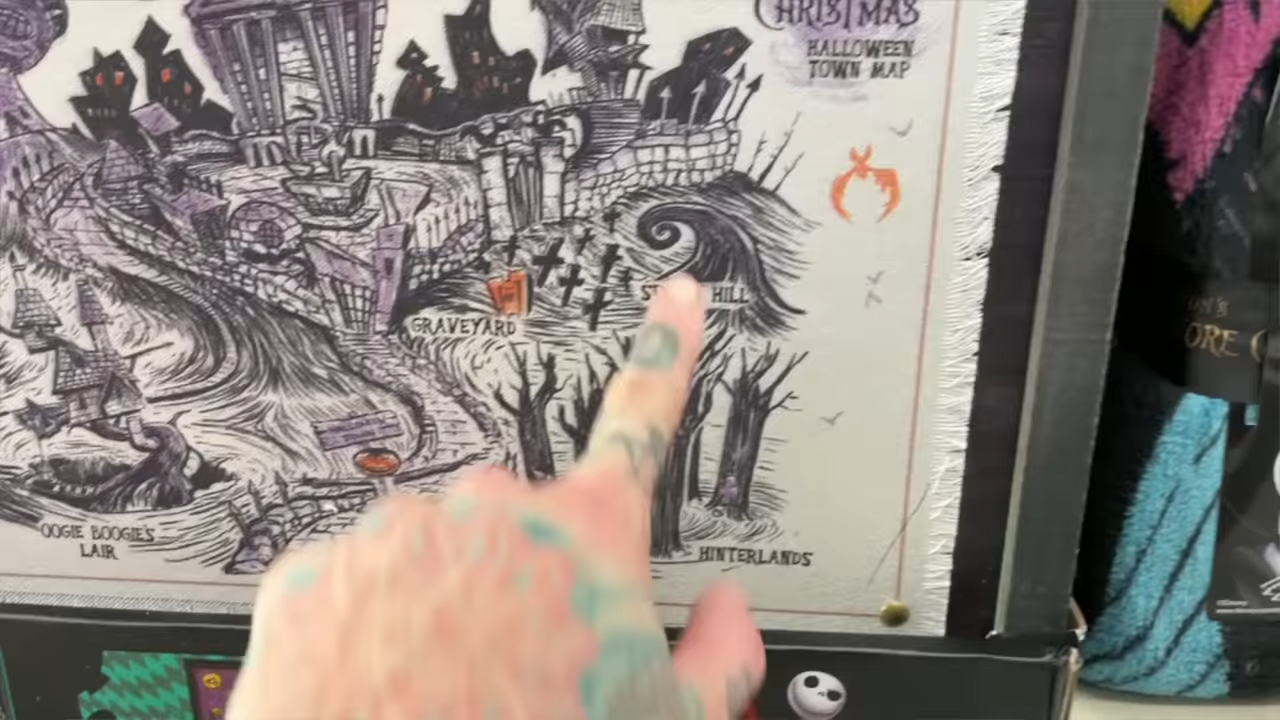 CHRISTMAS
HALLOWEEN
TOWN MAP
HILL
GRAVEYARD
OOGIE BOOGIE'S
LAIR
HINTERLANDS